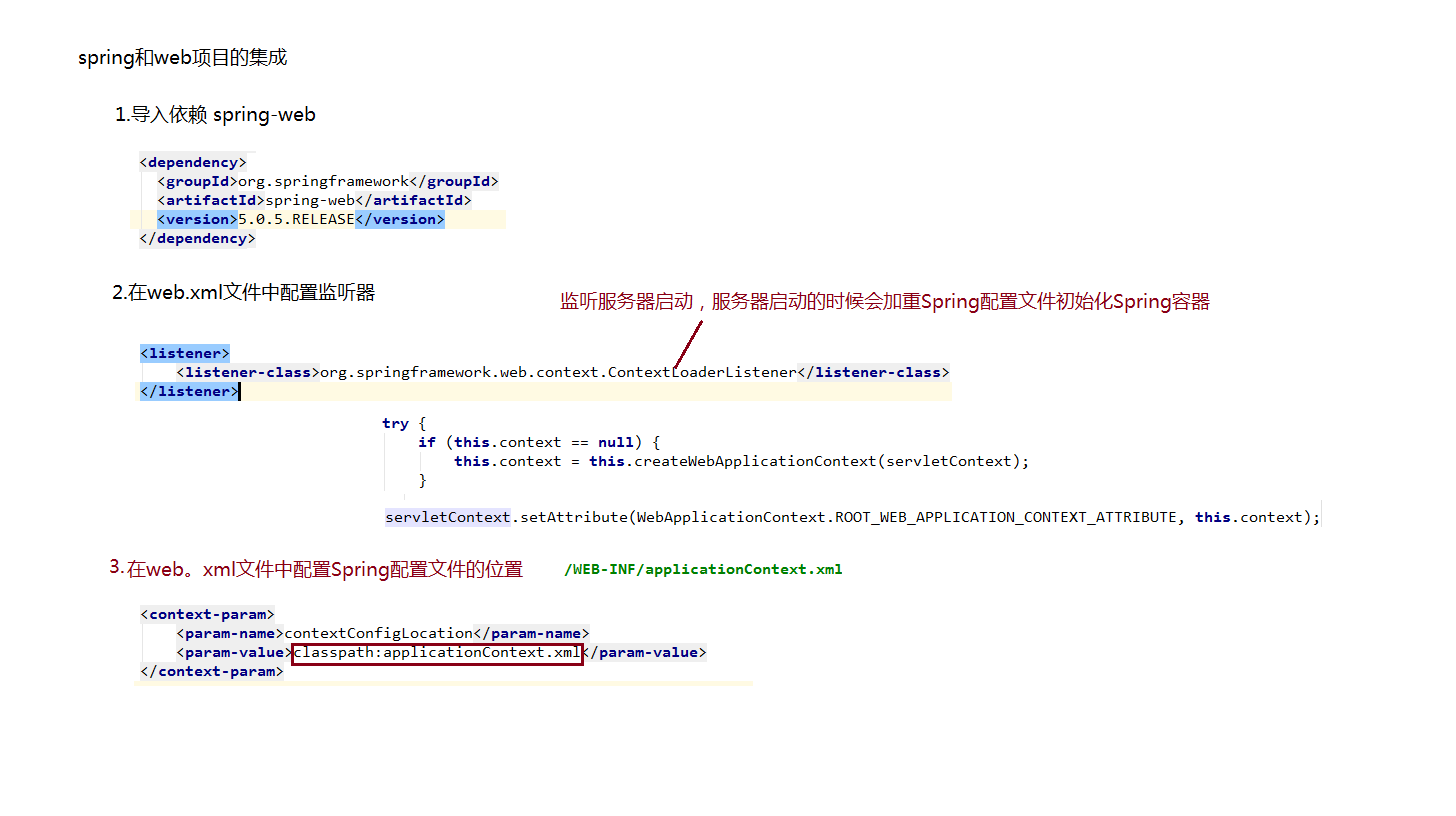 spring和web项目的集成
1.导入依赖 spring-web
<dependency>
<groupId>org.springframework</groupId>
<artifactId>spring-web</artifactId>
<version>5.0.5.RELEASE</version>
</dependency>
2.在web.xml文件中配置监听器
监听服务器启动，服务器启动的时候会加重Spring配置文件初始化Spring容器
<listener>
<listener-class>org.springframework.web.context.ContextLoaderListener</listener-class>
</listener>
try {
if (this.context == null) {
this.context = this.createWebApplicationContext(servletContext);
}
servletContext.setAttribute(WebApplicationContext.ROOT_WEB_APPLICATION_CONTEXT_ATTRIBUTE, this.context);
3.在web。xml文件中配置Spring配置文件的位置 /WEB-INF/applicationContext.xml
<context-param>
<param-name>contextConfigLocation</param-name>
<param-value>classpath:applicationContext.xml</param-value>
</context-param>